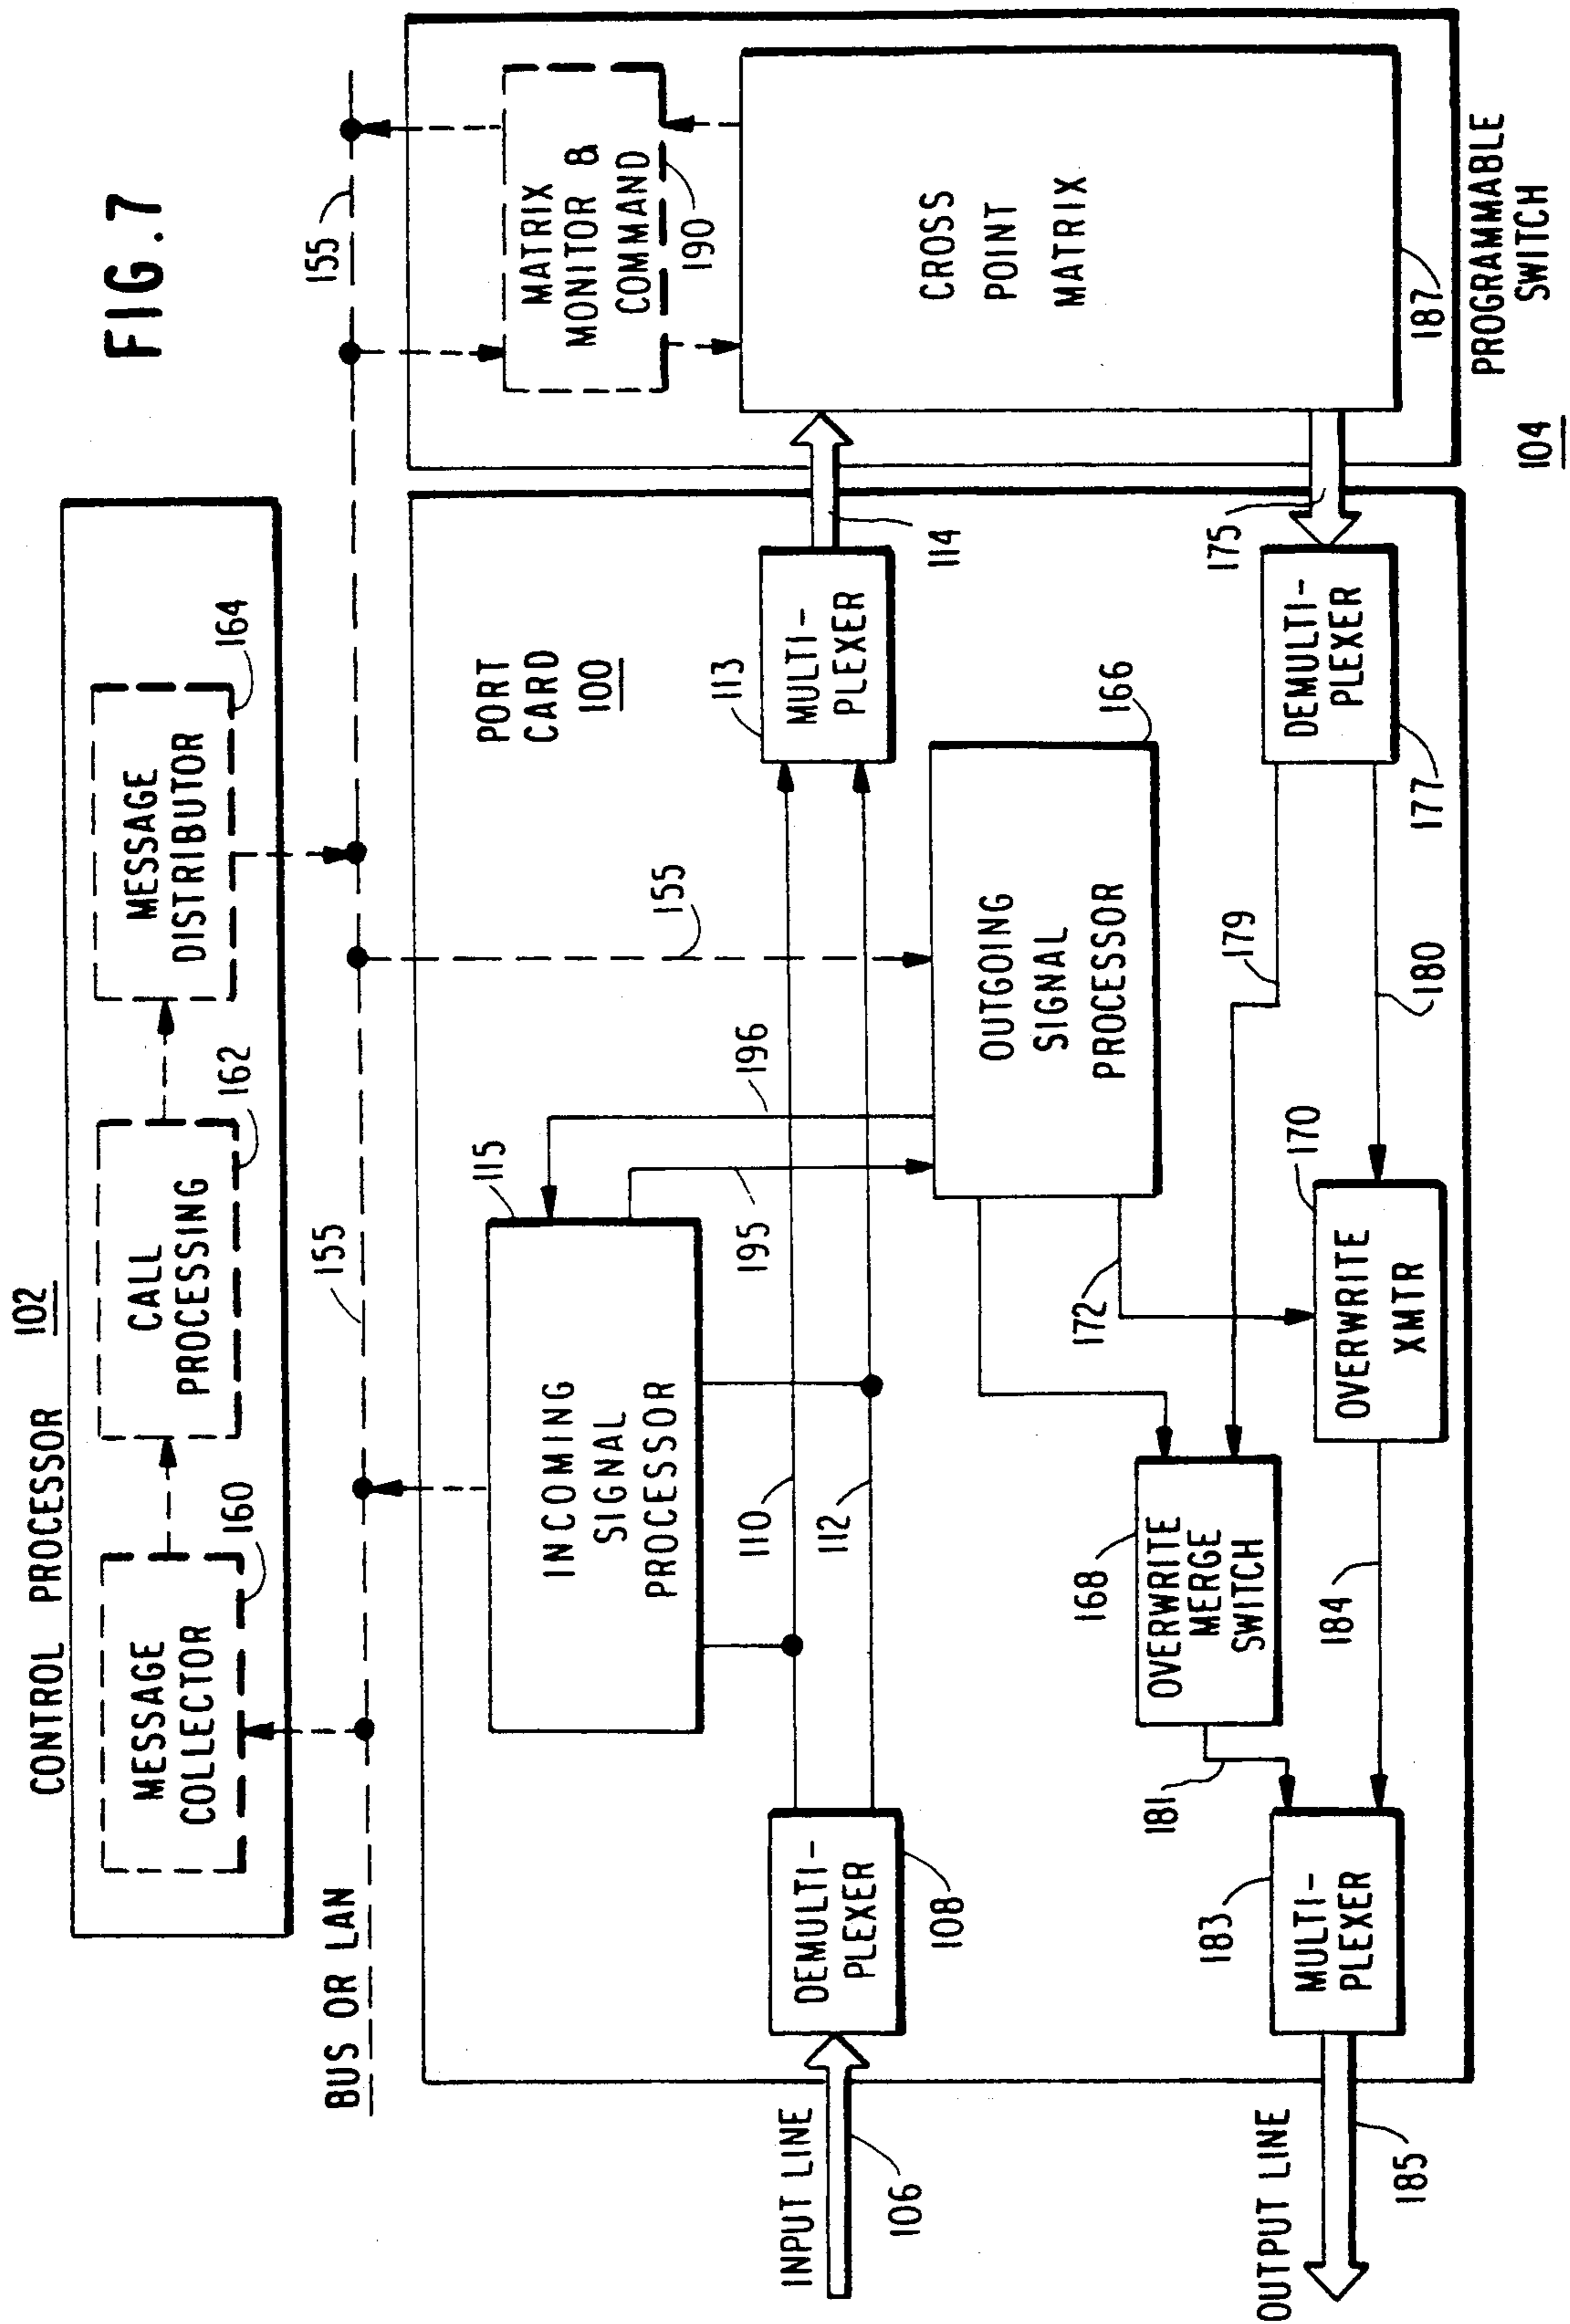 FIG.7
CONTROL PROCESSOR
102
MESSAGE
COLLECTOR
160
CALL
PROCESSING
162
MESSAGE
DISTRIBUTOR
164
BUS OR LAN
155
155
155
MATRIX
MONITOR &
COMMAND
190
CROSS
POINT
MATRIX
187
PROGRAMMABLE
SWITCH
104
PORT
CARD
100
INCOMING
SIGNAL
PROCESSOR
115
195
196
INPUT LINE
106
DEMULTI-
PLEXER
108
110
112
113
MULTI-
PLEXER
114
OUTGOING
SIGNAL
PROCESSOR
166
172
168
OVERWRITE
MERGE
SWITCH
170
OVERWRITE
XMTR
179
180
175
DEMULTI-
PLEXER
177
181
184
183
MULTI-
PLEXER
OUTPUT LINE
185